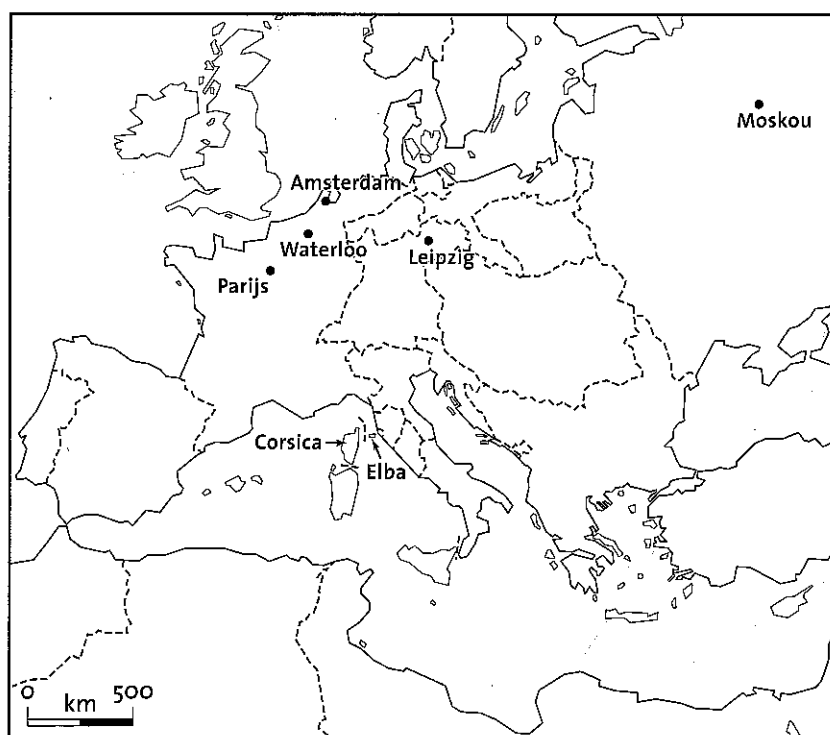 Moskou
Amsterdam
Waterloo
Leipzig
Parijs
Corsica
Elba
0 km 500